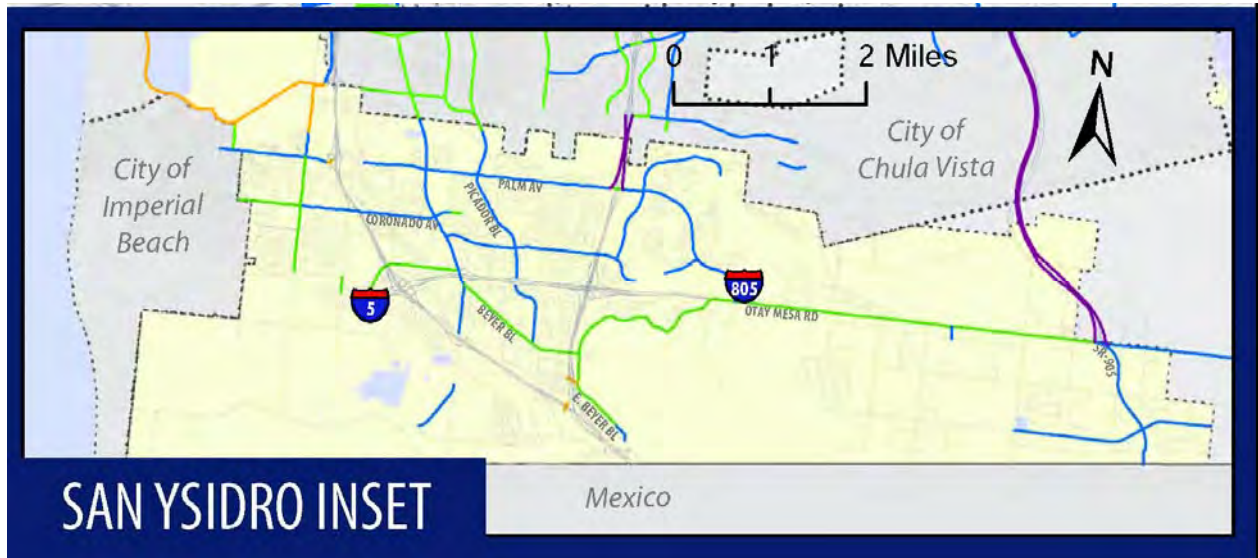 0 1 2 Miles
N
City of
Chula Vista
City of
Imperial
Beach
PALM AV
PICADOR BL
CORONADO AV
805
5
OTAY MESA RD
BEYER BL
SR-905
E. BEYER BL
SAN YSIDRO INSET
Mexico